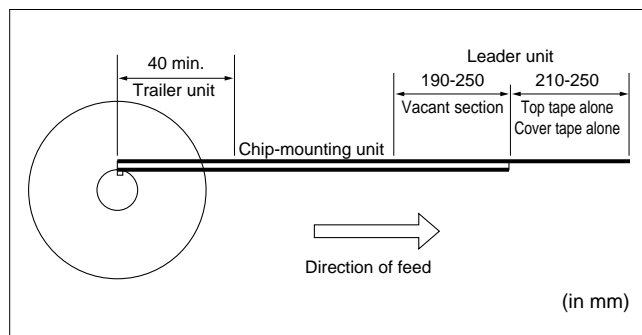 Leader unit
40 min.
190-250
210-250
Trailer unit
Vacant section
Top tape alone
Cover tape alone
Chip-mounting unit
Direction of feed
(in mm)